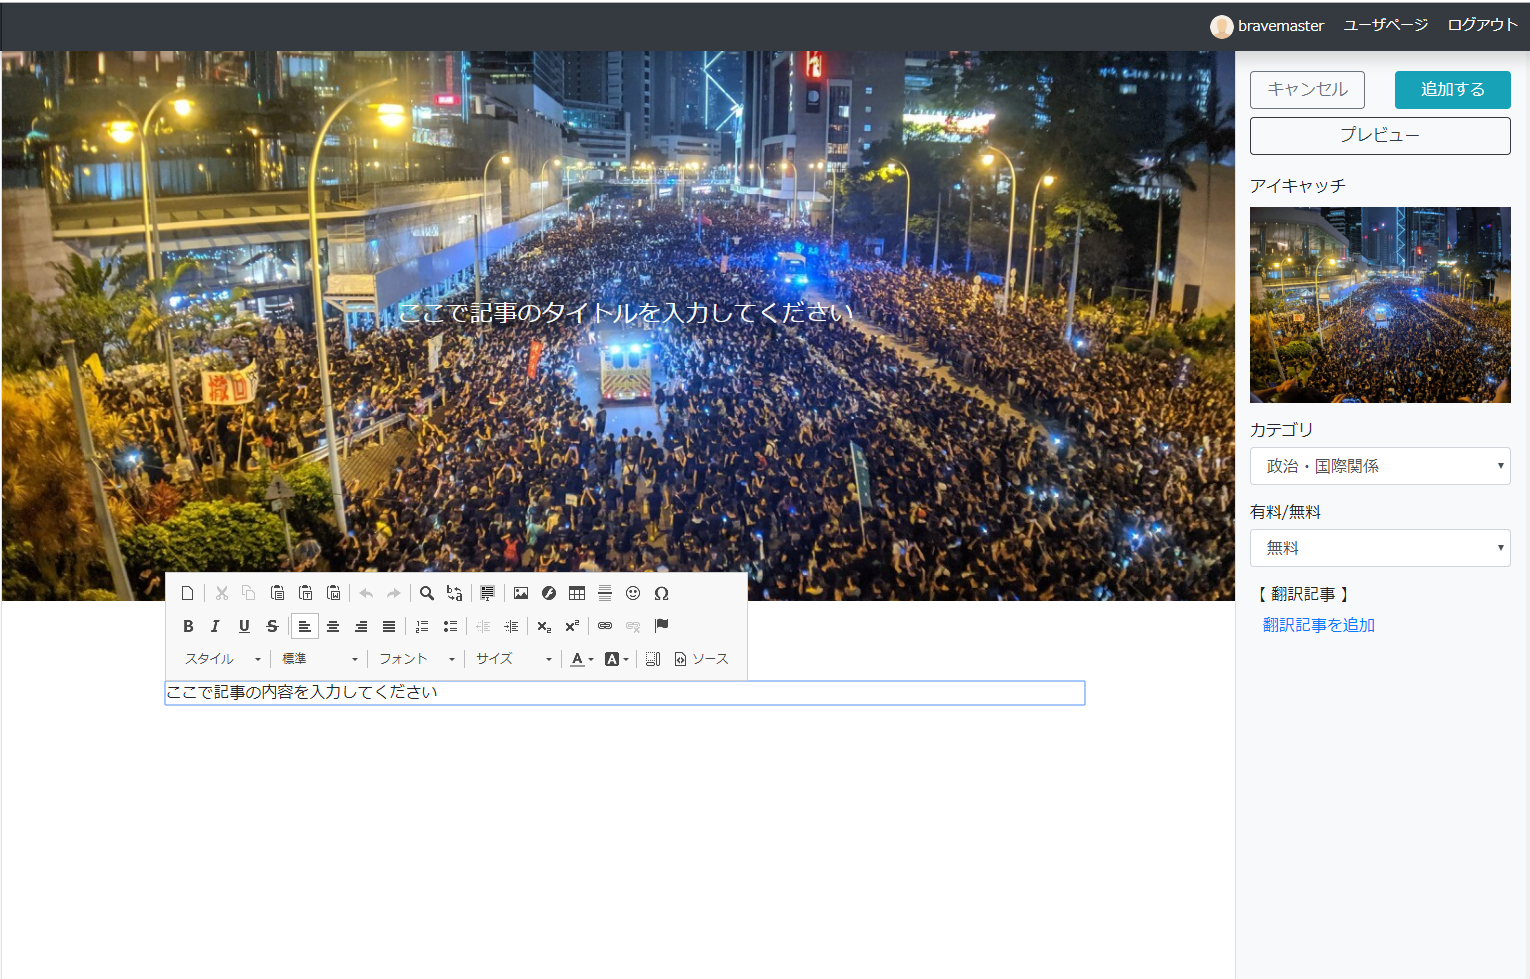 bravemaster ユーザページ ログアウト
キャンセル 追加する
プレビュー
アイキャッチ
ここで記事のタイトルを入力してください
撤回
カテゴリ
政治・国際関係
有料/無料
無料
【 翻訳記事 】
翻訳記事を追加
スタイル 標準 フォント サイズ ソース
ここで記事の内容を入力してください